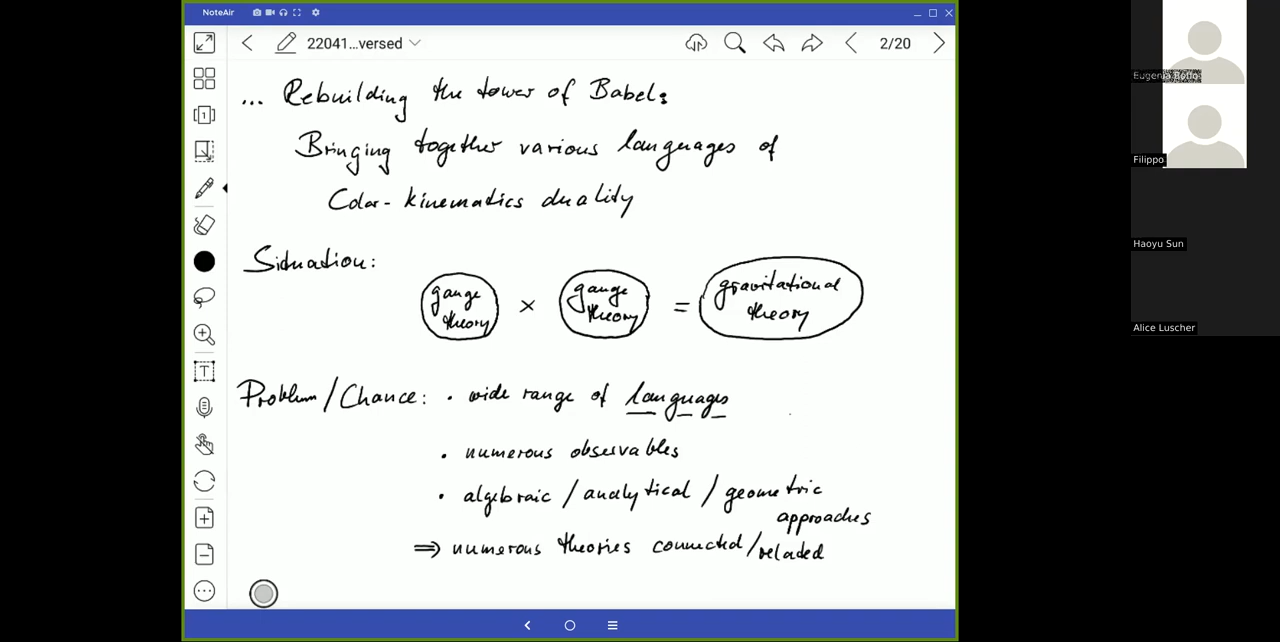 NoteAir
22041...versed
2/20
... Rebuilding the tower of Babel:
Bringing together various languages of
Color-kinematics duality
Situation:
gauge theory × gauge theory = gravitational theory
Problem/Chance: • wide range of languages
• numerous observables
• algebraic / analytical / geometric
approaches
⇒ numerous theories connected/related
Filippo
Haoyu Sun
Alice Luscher